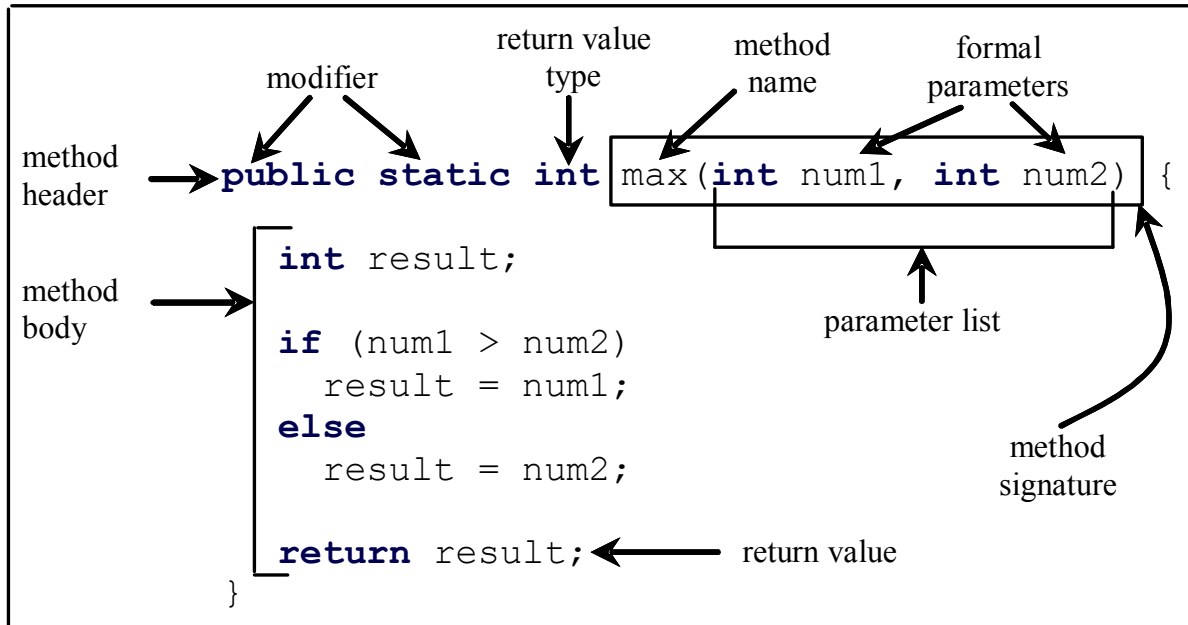 return value
type
method
name
formal
parameters
modifier
method
header
public static int max(int num1, int num2) {
int result;
method
body
parameter list
if (num1 > num2)
result = num1;
else
result = num2;
method
signature
return result;
return value
}